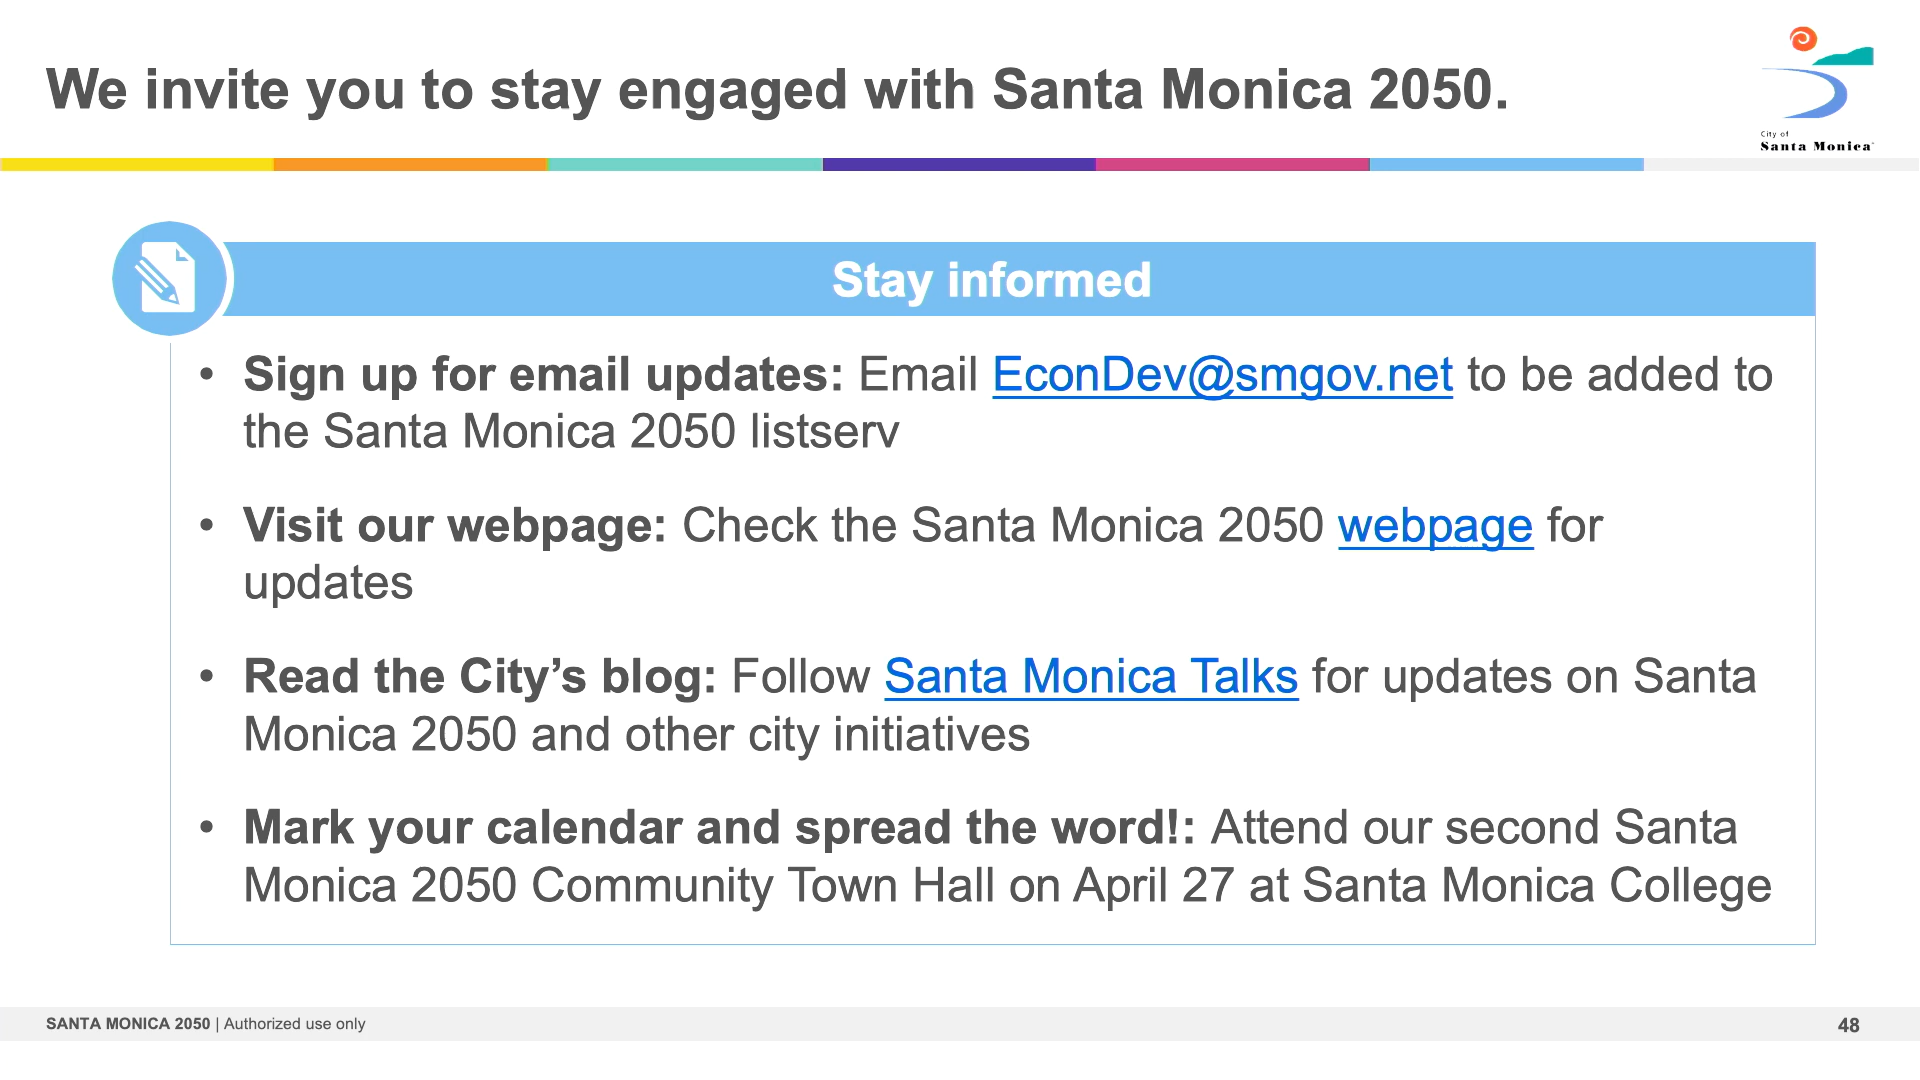 We invite you to stay engaged with Santa Monica 2050.
City of
Santa Monica
Stay informed
• Sign up for email updates: Email EconDev@smgov.net to be added to
the Santa Monica 2050 listserv
• Visit our webpage: Check the Santa Monica 2050 webpage for
updates
• Read the City’s blog: Follow Santa Monica Talks for updates on Santa
Monica 2050 and other city initiatives
• Mark your calendar and spread the word!: Attend our second Santa
Monica 2050 Community Town Hall on April 27 at Santa Monica College
SANTA MONICA 2050 | Authorized use only
48